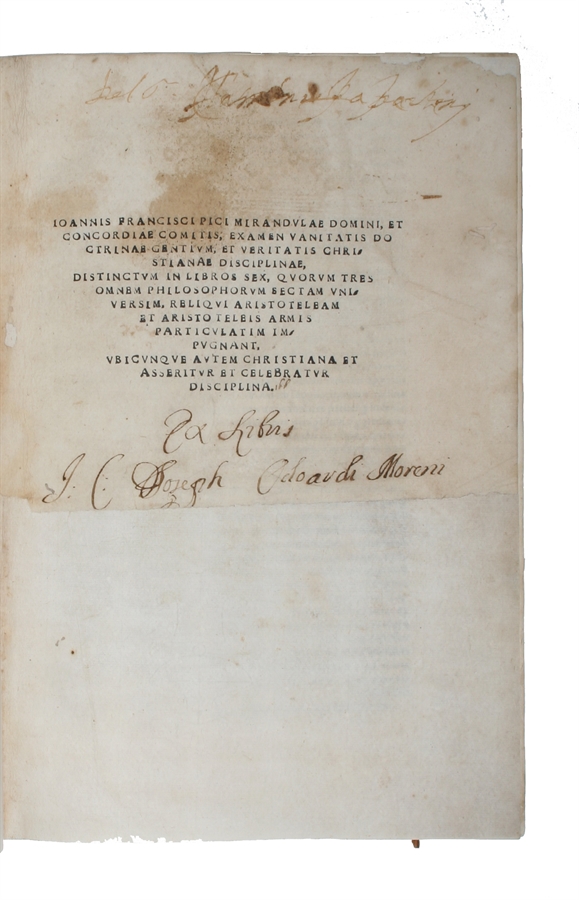 IOANNIS FRANCISCI PICI MIRANDVLAE DOMINI, ET
CONCORDIAE COMITIS, EXAMEN VANITATIS DO
CTRINAE GENTIVM, ET VERITATIS CHRI/
STIANAE DISCIPLINAE,
DISTINCTVM IN LIBROS SEX, QVORVM TRES
OMNEM PHILOSOPHORVM SECTAM VNI/
VERSIM, RELIQVI ARISTOTELEAM
ET ARISTOTELEIS ARMIS
PARTICVLATIM IM/
PVGNANT,
VBICVNQVE AVTEM CHRISTIANA ET
ASSERITVR ET CELEBRATVR
DISCIPLINA.
Ex Libris
J: C: Joseph Edoardi Moreni